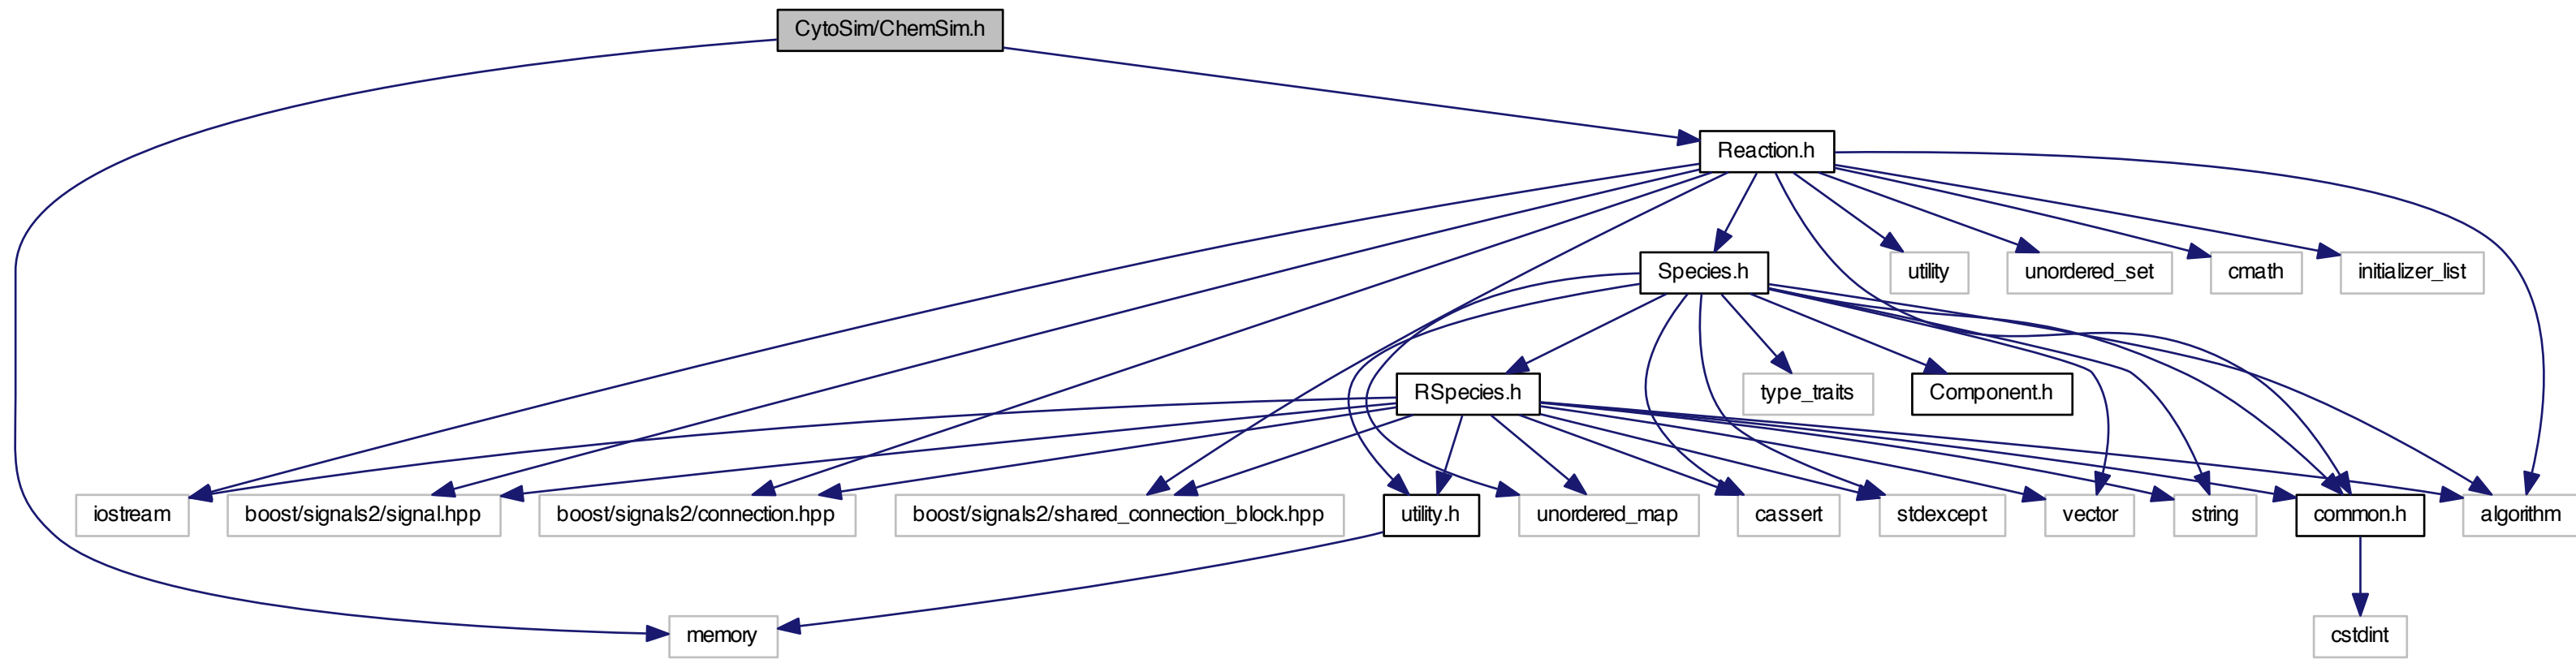 CytoSim/ChemSim.h
Reaction.h
Species.h
utility
unordered_set
cmath
initializer_list
RSpecies.h
type_traits
Component.h
iostream
boost/signals2/signal.hpp
boost/signals2/connection.hpp
boost/signals2/shared_connection_block.hpp
utility.h
unordered_map
cassert
stdexcept
vector
string
common.h
algorithm
memory
cstdint